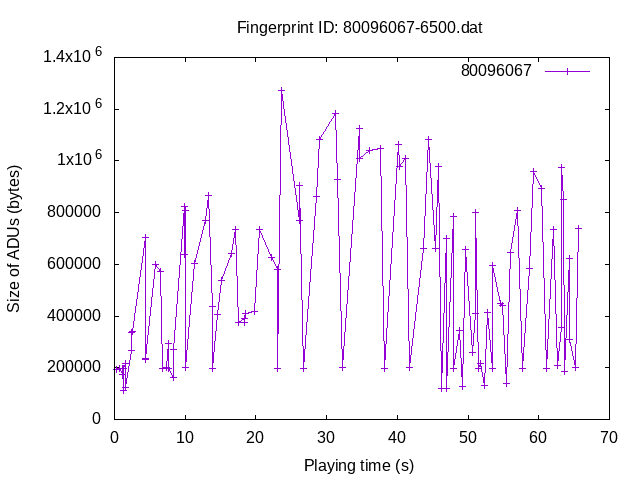 Fingerprint ID: 80096067-6500.dat
80096067
Size of ADUs (bytes)
1.4x10^6
1.2x10^6
1x10^6
800000
600000
400000
200000
0
0 10 20 30 40 50 60 70
Playing time (s)